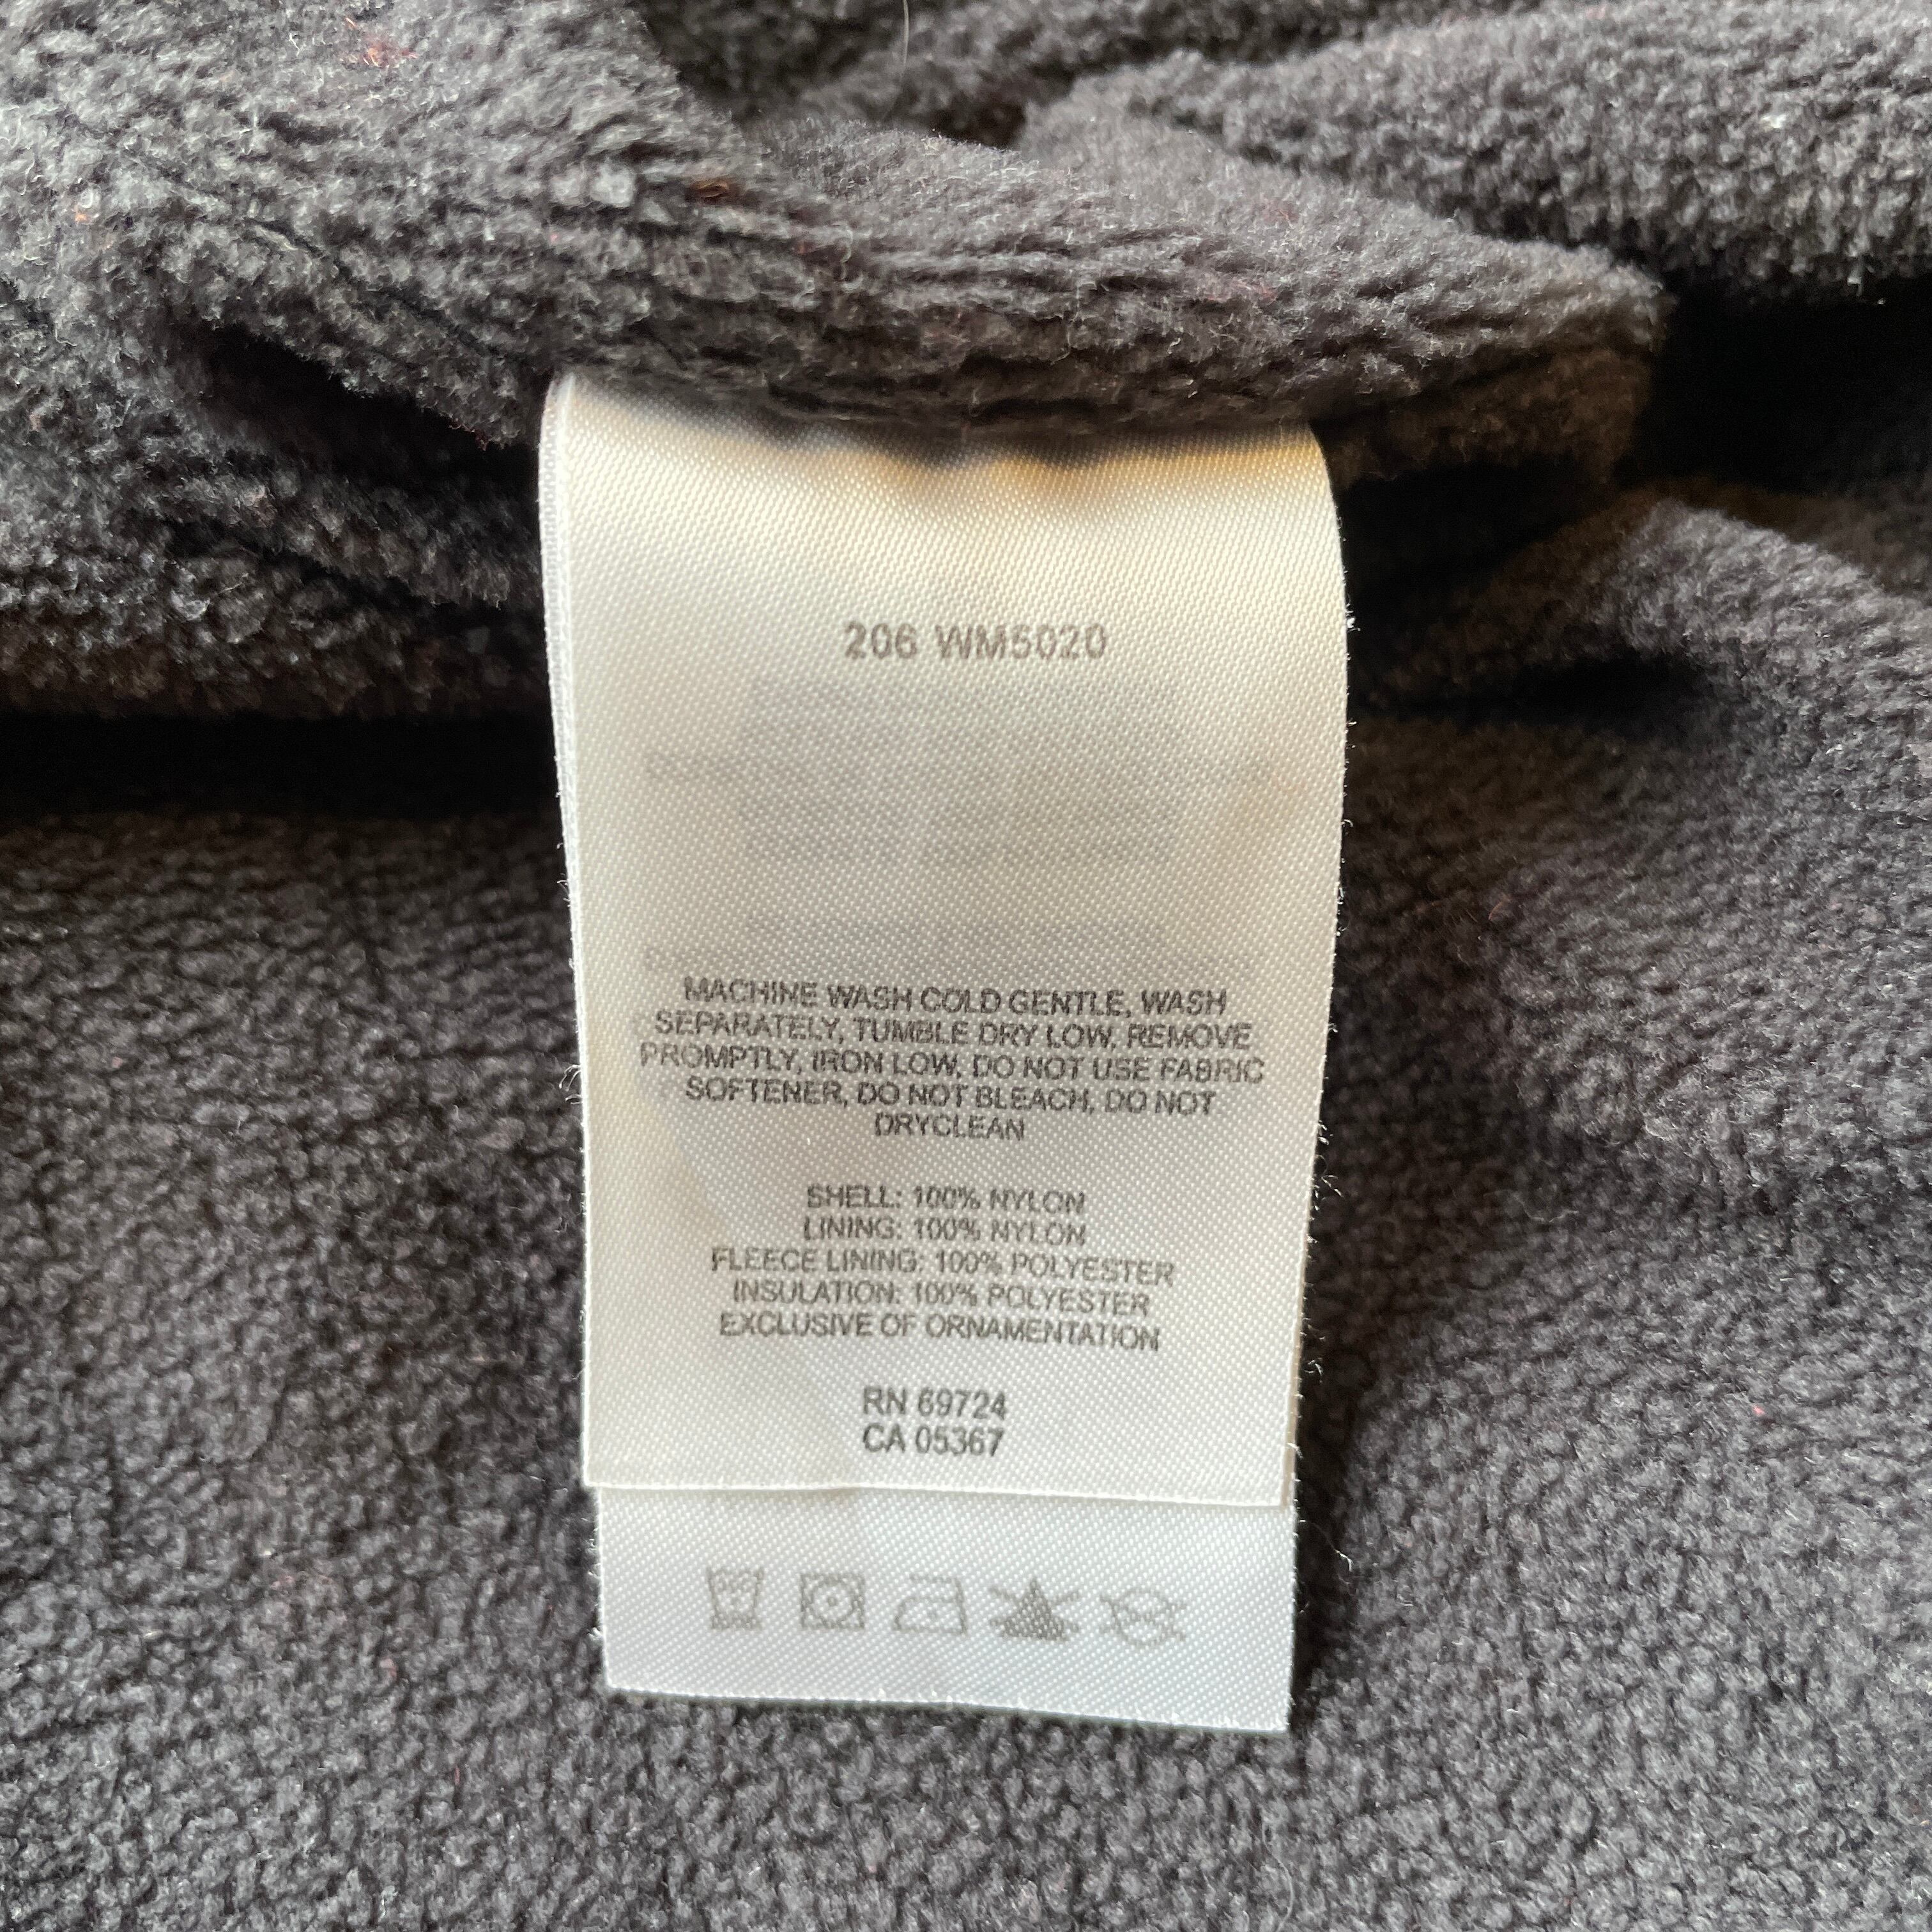 206 WM5020
MACHINE WASH COLD GENTLE, WASH
SEPARATELY, TUMBLE DRY LOW, REMOVE
PROMPTLY, IRON LOW, DO NOT USE FABRIC
SOFTENER, DO NOT BLEACH, DO NOT
DRYCLEAN
SHELL: 100% NYLON
LINING: 100% NYLON
FLEECE LINING: 100% POLYESTER
INSULATION: 100% POLYESTER
EXCLUSIVE OF ORNAMENTATION
RN 69724
CA 05367